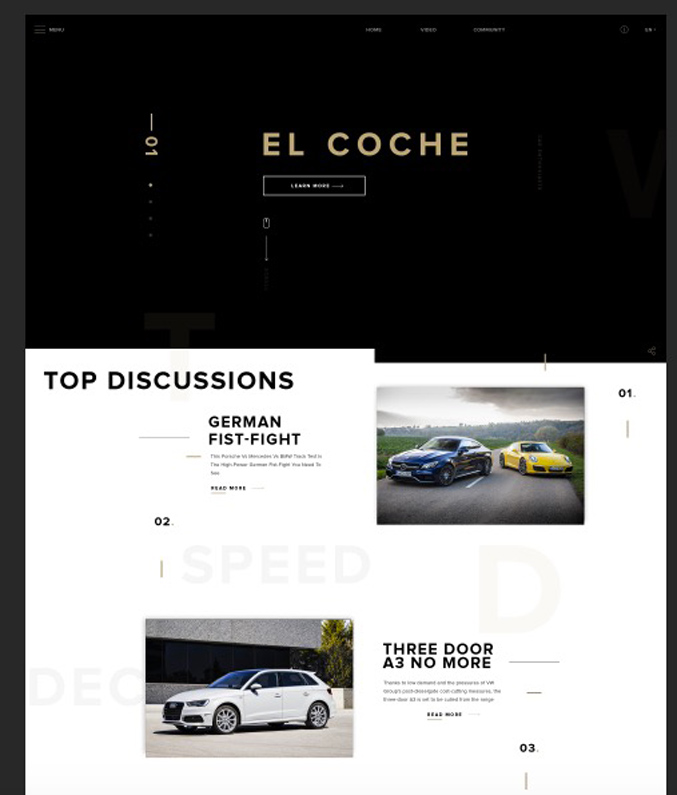 MENU
HOME
VIDEO
COMMUNITY
EN
01
EL COCHE
LEARN MORE
W
T
TOP DISCUSSIONS
01.
GERMAN
FIST-FIGHT
This Porsche Vs Mercedes Vs BMW Track Test Is
The High-Power German Fist-Fight You Need To
See
READ MORE
02.
SPEED
D
THREE DOOR
A3 NO MORE
Thanks to low demand and the pressures of VW
Group's post-dieselgate cost-cutting measures, the
three-door A3 is set to be culled from the range
READ MORE
DEC
03.